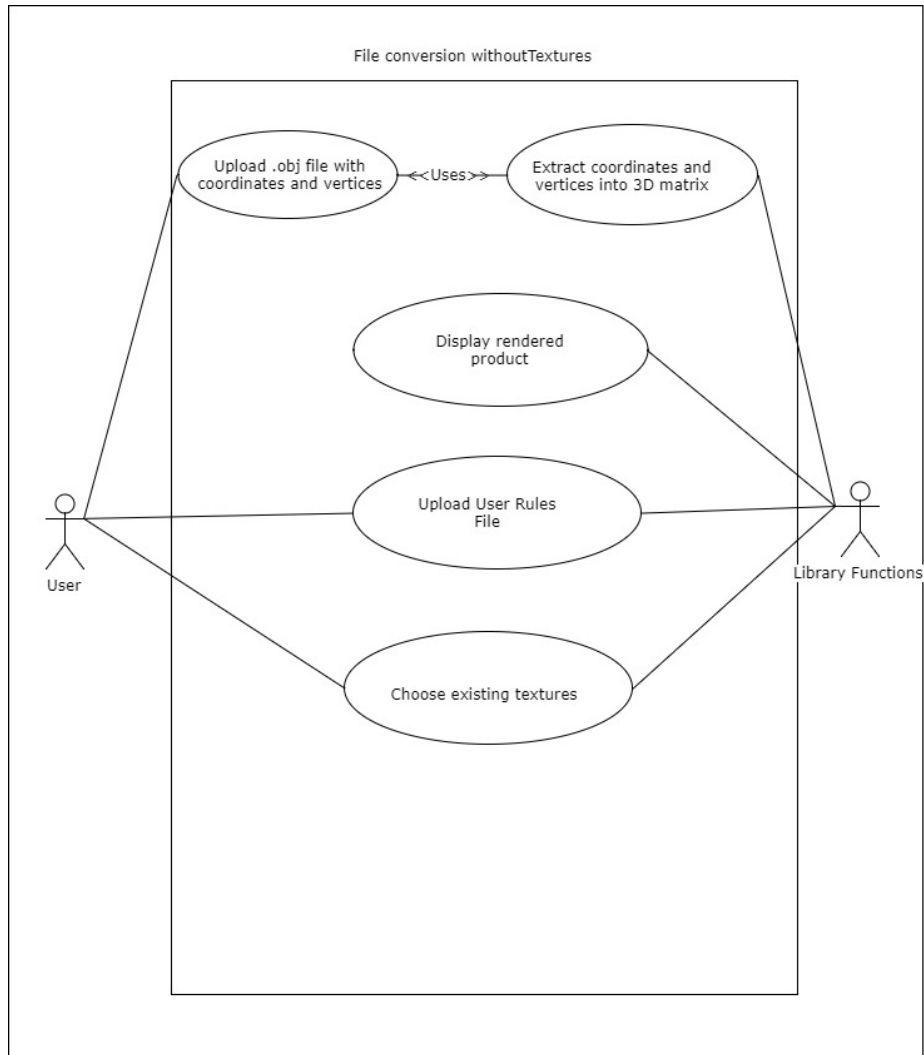 File conversion withoutTextures
Upload .obj file with
coordinates and vertices
<<Uses>>
Extract coordinates and
vertices into 3D matrix
Display rendered
product
Upload User Rules
File
User
Library Functions
Choose existing textures